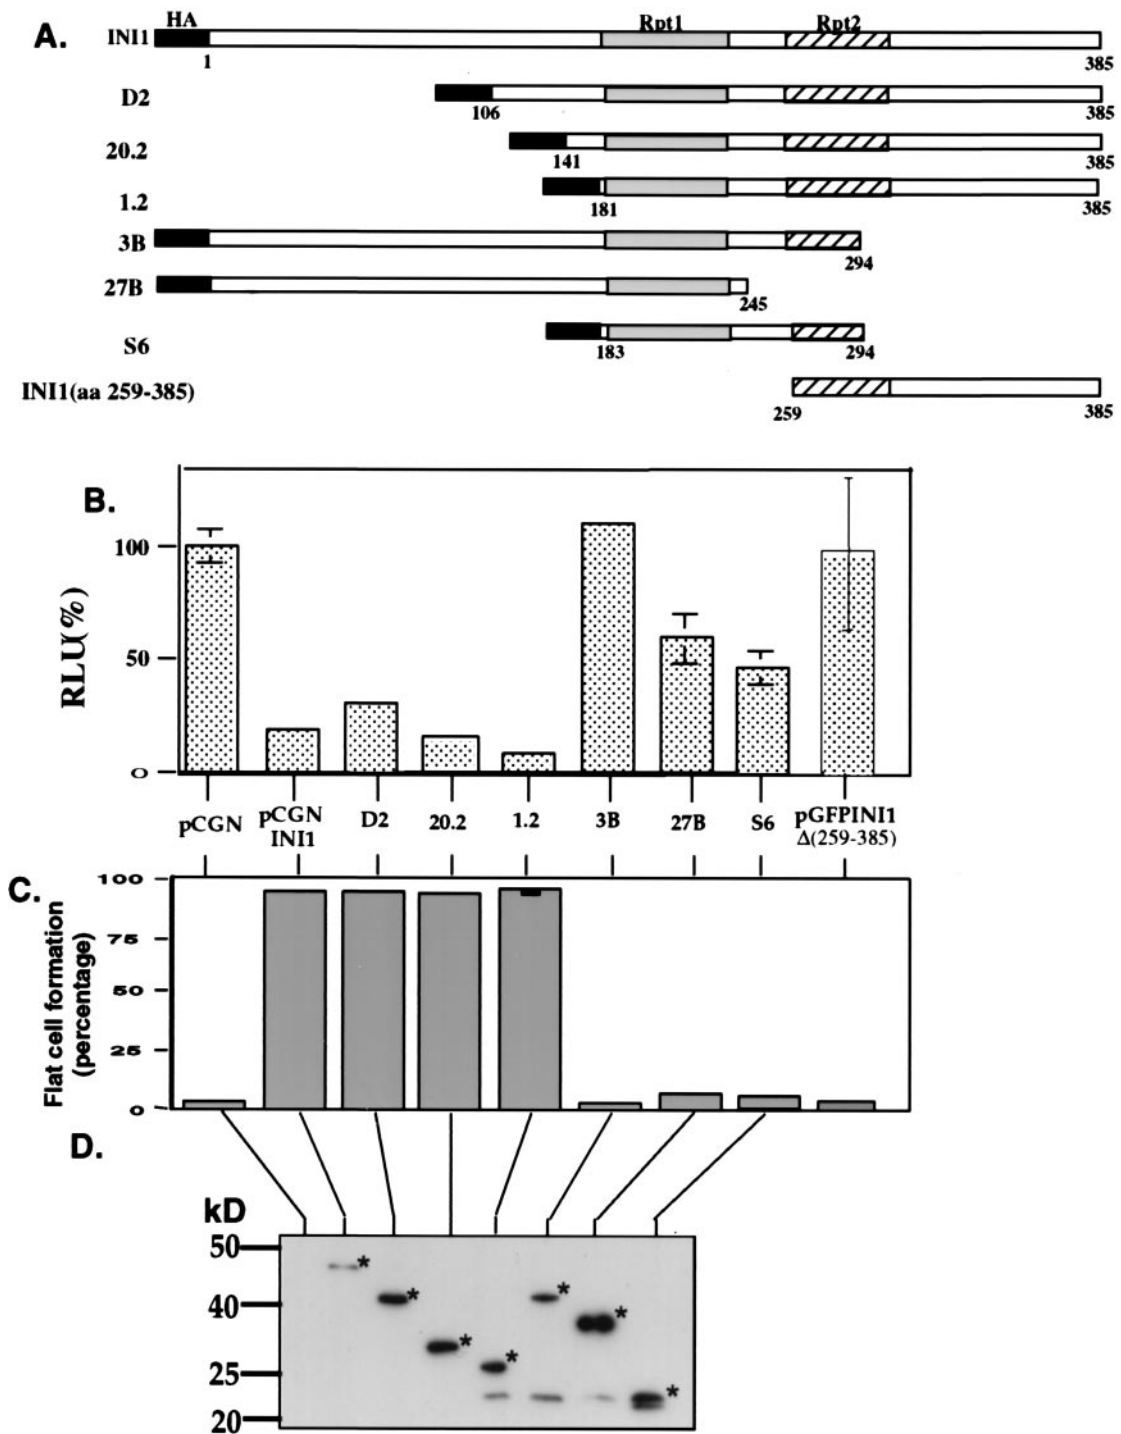 A.
HA Rpt1 Rpt2
INI1
1 385
D2
106 385
20.2
141 385
1.2
181 385
3B
294
27B
245
S6
183 294
INI1(aa 259-385)
259 385
B.
RLU(%)
100
50
0
pCGN pCGN INI1 D2 20.2 1.2 3B 27B S6 pGFPINI1 Δ(259-385)
C.
Flat cell formation
(percentage)
100
75
50
25
0
D.
kD
50
40
25
20
* * * * * * *